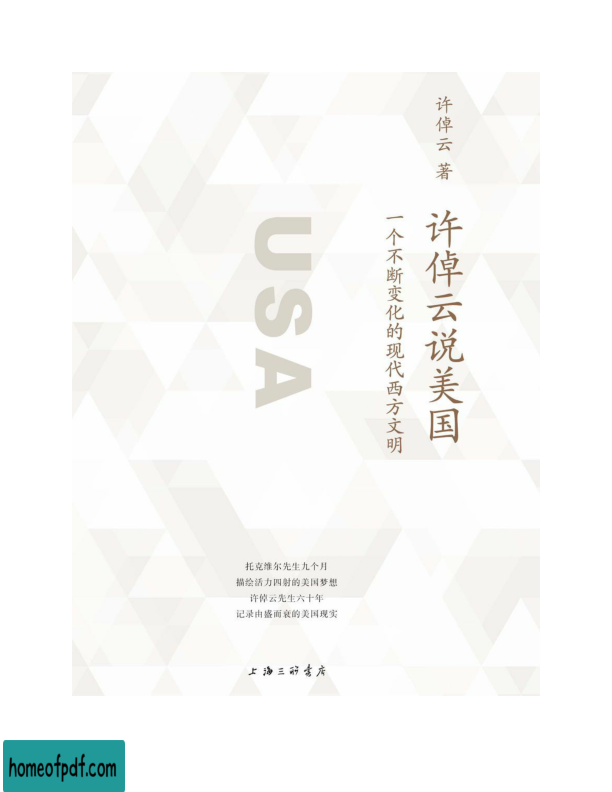 许倬云 著
许倬云说美国
一个不断变化的现代西方文明
USA
托克维尔先生九个月
描绘活力四射的美国梦想
许倬云先生六十年
记录由盛而衰的美国现实
上海三联书店
homeofpdf.com